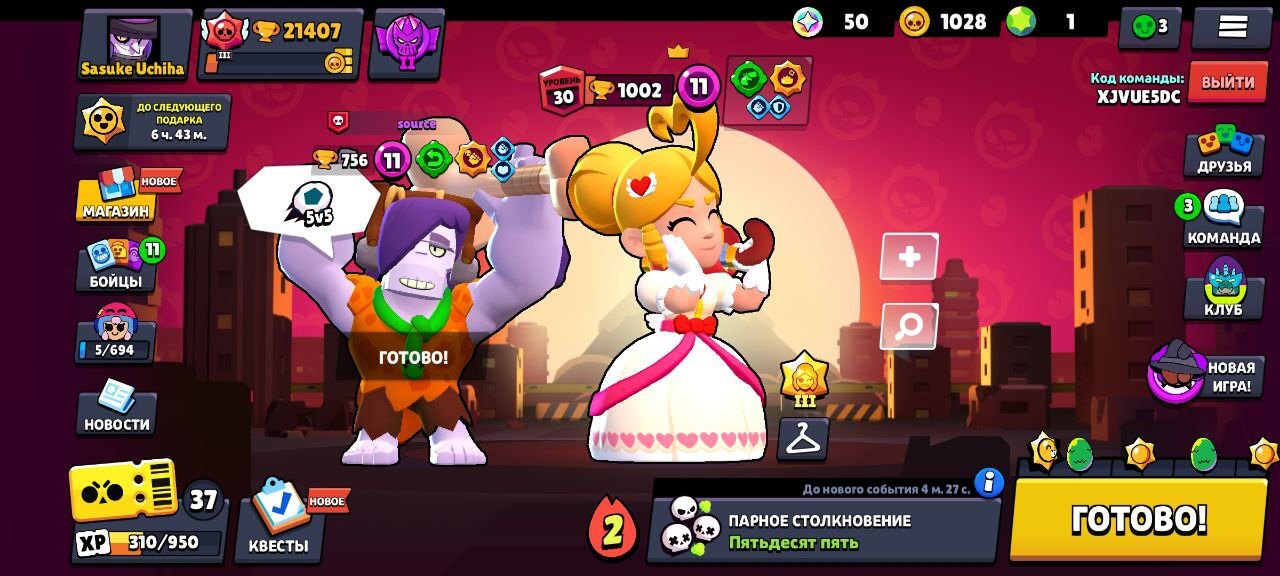 Sasuke Uchiha
III
21407
II
50
1028
1
3
Код команды:
XJVUE5DC
ВЫЙТИ
ДО СЛЕДУЮЩЕГО
ПОДАРКА
6 ч. 43 м.
УРОВЕНЬ
30
1002
11
source
756
11
5v5
НОВОЕ
МАГАЗИН
11
БОЙЦЫ
5/694
НОВОСТИ
ГОТОВО!
ДРУЗЬЯ
3
КОМАНДА
КЛУБ
НОВАЯ
ИГРА!
III
37
XP
310/950
НОВОЕ
КВЕСТЫ
2
До нового события 4 м. 27 с.
i
ПАРНОЕ СТОЛКНОВЕНИЕ
Пятьдесят пять
ГОТОВО!